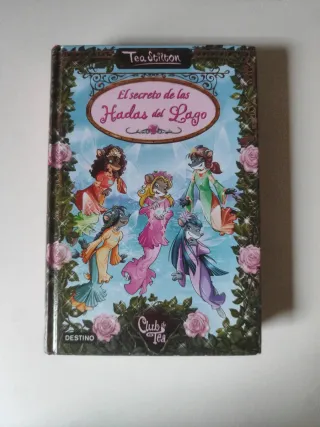 Tea Stilton
El secreto de las
Hadas del Lago
DESTINO
Club
de
Tea